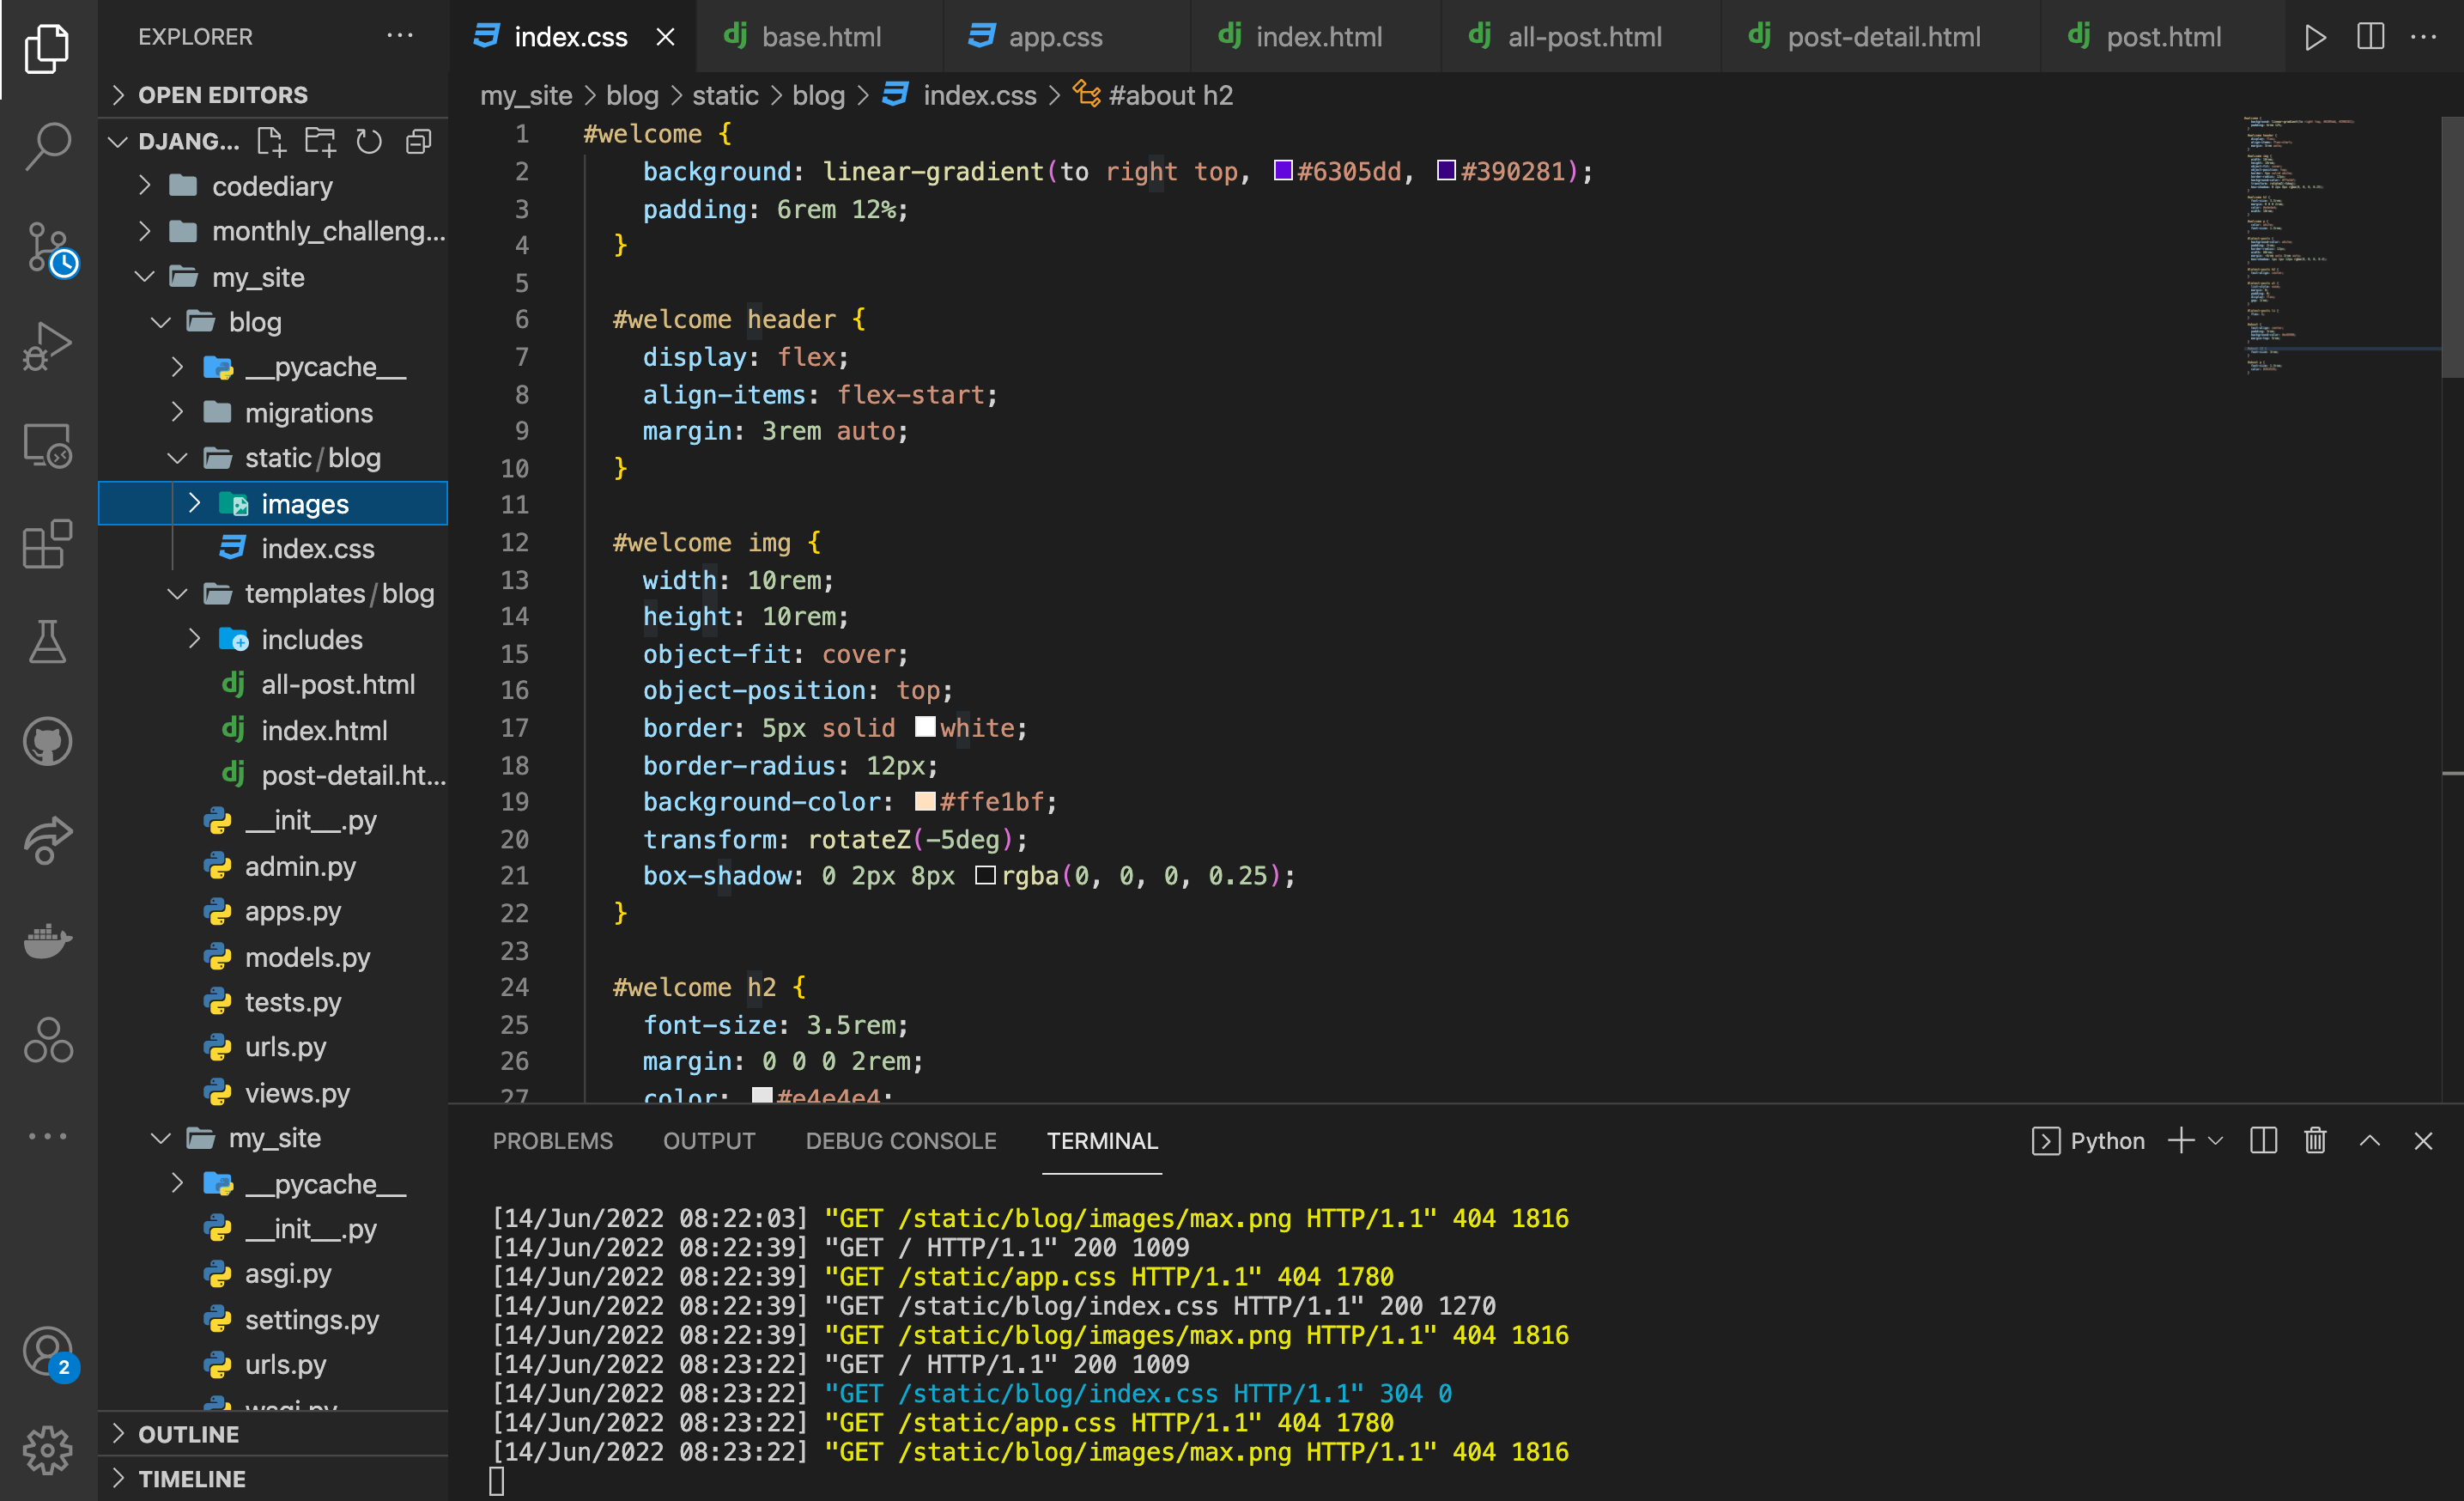 EXPLORER
OPEN EDITORS
DJANG...
codediary
monthly_challeng...
my_site
blog
__pycache__
migrations
static/blog
images
index.css
templates/blog
includes
all-post.html
index.html
post-detail.ht...
__init__.py
admin.py
apps.py
models.py
tests.py
urls.py
views.py
my_site
__pycache__
__init__.py
asgi.py
settings.py
urls.py
wsgi.py
OUTLINE
TIMELINE
2
index.css base.html app.css index.html all-post.html post-detail.html post.html
my_site > blog > static > blog > index.css > #about h2
1 #welcome {
2 background: linear-gradient(to right top, #6305dd, #390281);
3 padding: 6rem 12%;
4 }
5
6 #welcome header {
7 display: flex;
8 align-items: flex-start;
9 margin: 3rem auto;
10 }
11
12 #welcome img {
13 width: 10rem;
14 height: 10rem;
15 object-fit: cover;
16 object-position: top;
17 border: 5px solid white;
18 border-radius: 12px;
19 background-color: #ffe1bf;
20 transform: rotateZ(-5deg);
21 box-shadow: 0 2px 8px rgba(0, 0, 0, 0.25);
22 }
23
24 #welcome h2 {
25 font-size: 3.5rem;
26 margin: 0 0 0 2rem;
27 color: #e4e4e4;
PROBLEMS OUTPUT DEBUG CONSOLE TERMINAL Python
[14/Jun/2022 08:22:03] "GET /static/blog/images/max.png HTTP/1.1" 404 1816
[14/Jun/2022 08:22:39] "GET / HTTP/1.1" 200 1009
[14/Jun/2022 08:22:39] "GET /static/app.css HTTP/1.1" 404 1780
[14/Jun/2022 08:22:39] "GET /static/blog/index.css HTTP/1.1" 200 1270
[14/Jun/2022 08:22:39] "GET /static/blog/images/max.png HTTP/1.1" 404 1816
[14/Jun/2022 08:23:22] "GET / HTTP/1.1" 200 1009
[14/Jun/2022 08:23:22] "GET /static/blog/index.css HTTP/1.1" 304 0
[14/Jun/2022 08:23:22] "GET /static/app.css HTTP/1.1" 404 1780
[14/Jun/2022 08:23:22] "GET /static/blog/images/max.png HTTP/1.1" 404 1816